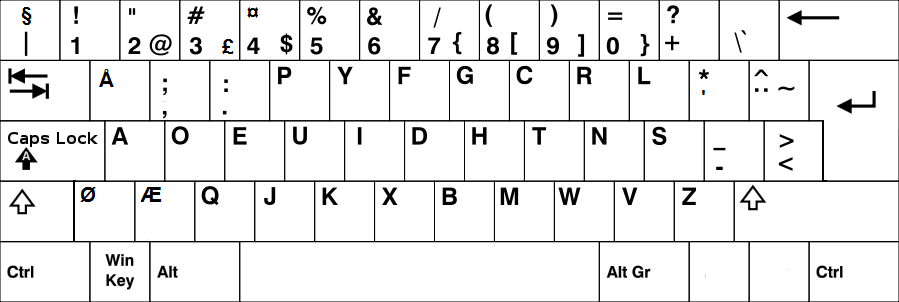 § ! " # ¤ % & / ( ) = ? 
| 1 2 @ 3 £ 4 $ 5 6 7 { 8 [ 9 ] 0 } + \`
Å ; : P Y F G C R L * ^
, . ' ¨ ~
Caps Lock A O E U I D H T N S _ >
A - <
Ø Æ Q J K X B M W V Z
Ctrl Win Key Alt Alt Gr Ctrl